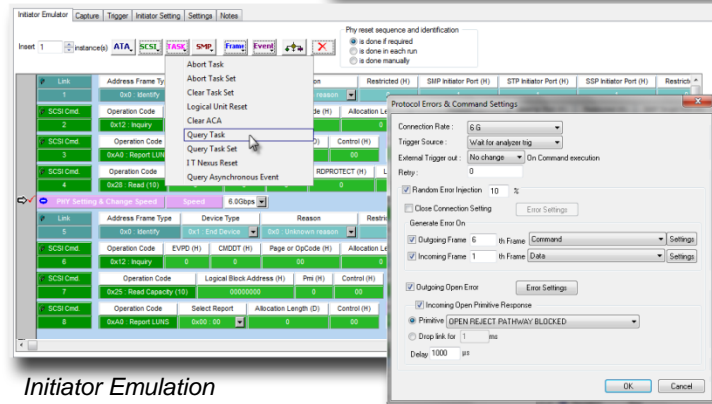 Initiator Emulator Capture Trigger Initiator Setting Settings Notes
Phy reset sequence and identification
Insert 1 instance(s) ATA SCSI TASK SMP Frame Event
is done if required
is done in each run
is done manually
Abort Task
Abort Task Set
Clear Task Set
Logical Unit Reset
Clear ACA
Query Task
Query Task Set
I T Nexus Reset
Query Asynchronous Event
Link Address Frame Restricted (H) SMP Initiator Port (H) STP Initiator Port (H) SSP Initiator Port (H)
1 0x0 : Identify reason
SCSI Cmd. Operation Code Allocation
2 0x12 : Inquiry 0
SCSI Cmd. Operation Code Control (H)
3 0xA0 : Report LUN 00
SCSI Cmd. Operation Code RDPROTECT (H)
4 0x28 : Read (10) 0
PHY Setting & Change Speed Speed 6.0Gbps
Link Address Frame Type Device Type Reason
5 0x0 : Identify 0x1 : End Device 0x0 : Unknown reason
SCSI Cmd. Operation Code EVPD (H) CMDDT (H) Page or OpCode (H)
6 0x12 : Inquiry 0 0 00
SCSI Cmd. Operation Code Logical Block Address (H) Pmi (H) Control (H)
7 0x25 : Read Capacity (10) 00000000 0 00
SCSI Cmd. Operation Code Select Report Allocation Length (D) Control (H)
8 0xA0 : Report LUNS 0x00 : 00 0 00
Protocol Errors & Command Settings
Connection Rate : 6 G
Trigger Source : Wait for analyzer trig
External Trigger out : No change On Command execution
Retry : 0
Random Error Injection 10 %
Close Connection Setting Error Settings
Generate Error On
Outgoing Frame 6 th Frame Command Settings
Incoming Frame 1 th Frame Data Settings
Outgoing Open Error Error Settings
Incoming Open Primitive Response
Primitive OPEN REJECT PATHWAY BLOCKED
Drop link for 1 ms
Delay 1000 µs
OK Cancel
Initiator Emulation